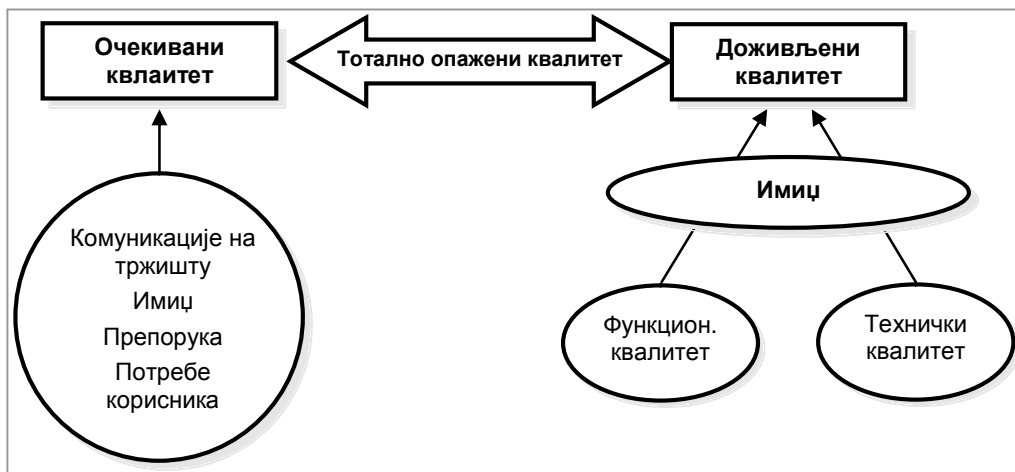 Очекивани
квлаитет
Тотално опажени квалитет
Доживљени
квалитет
Имиџ
Комуникације на
тржишту
Имиџ
Препорука
Потребе
корисника
Функцион.
квалитет
Технички
квалитет